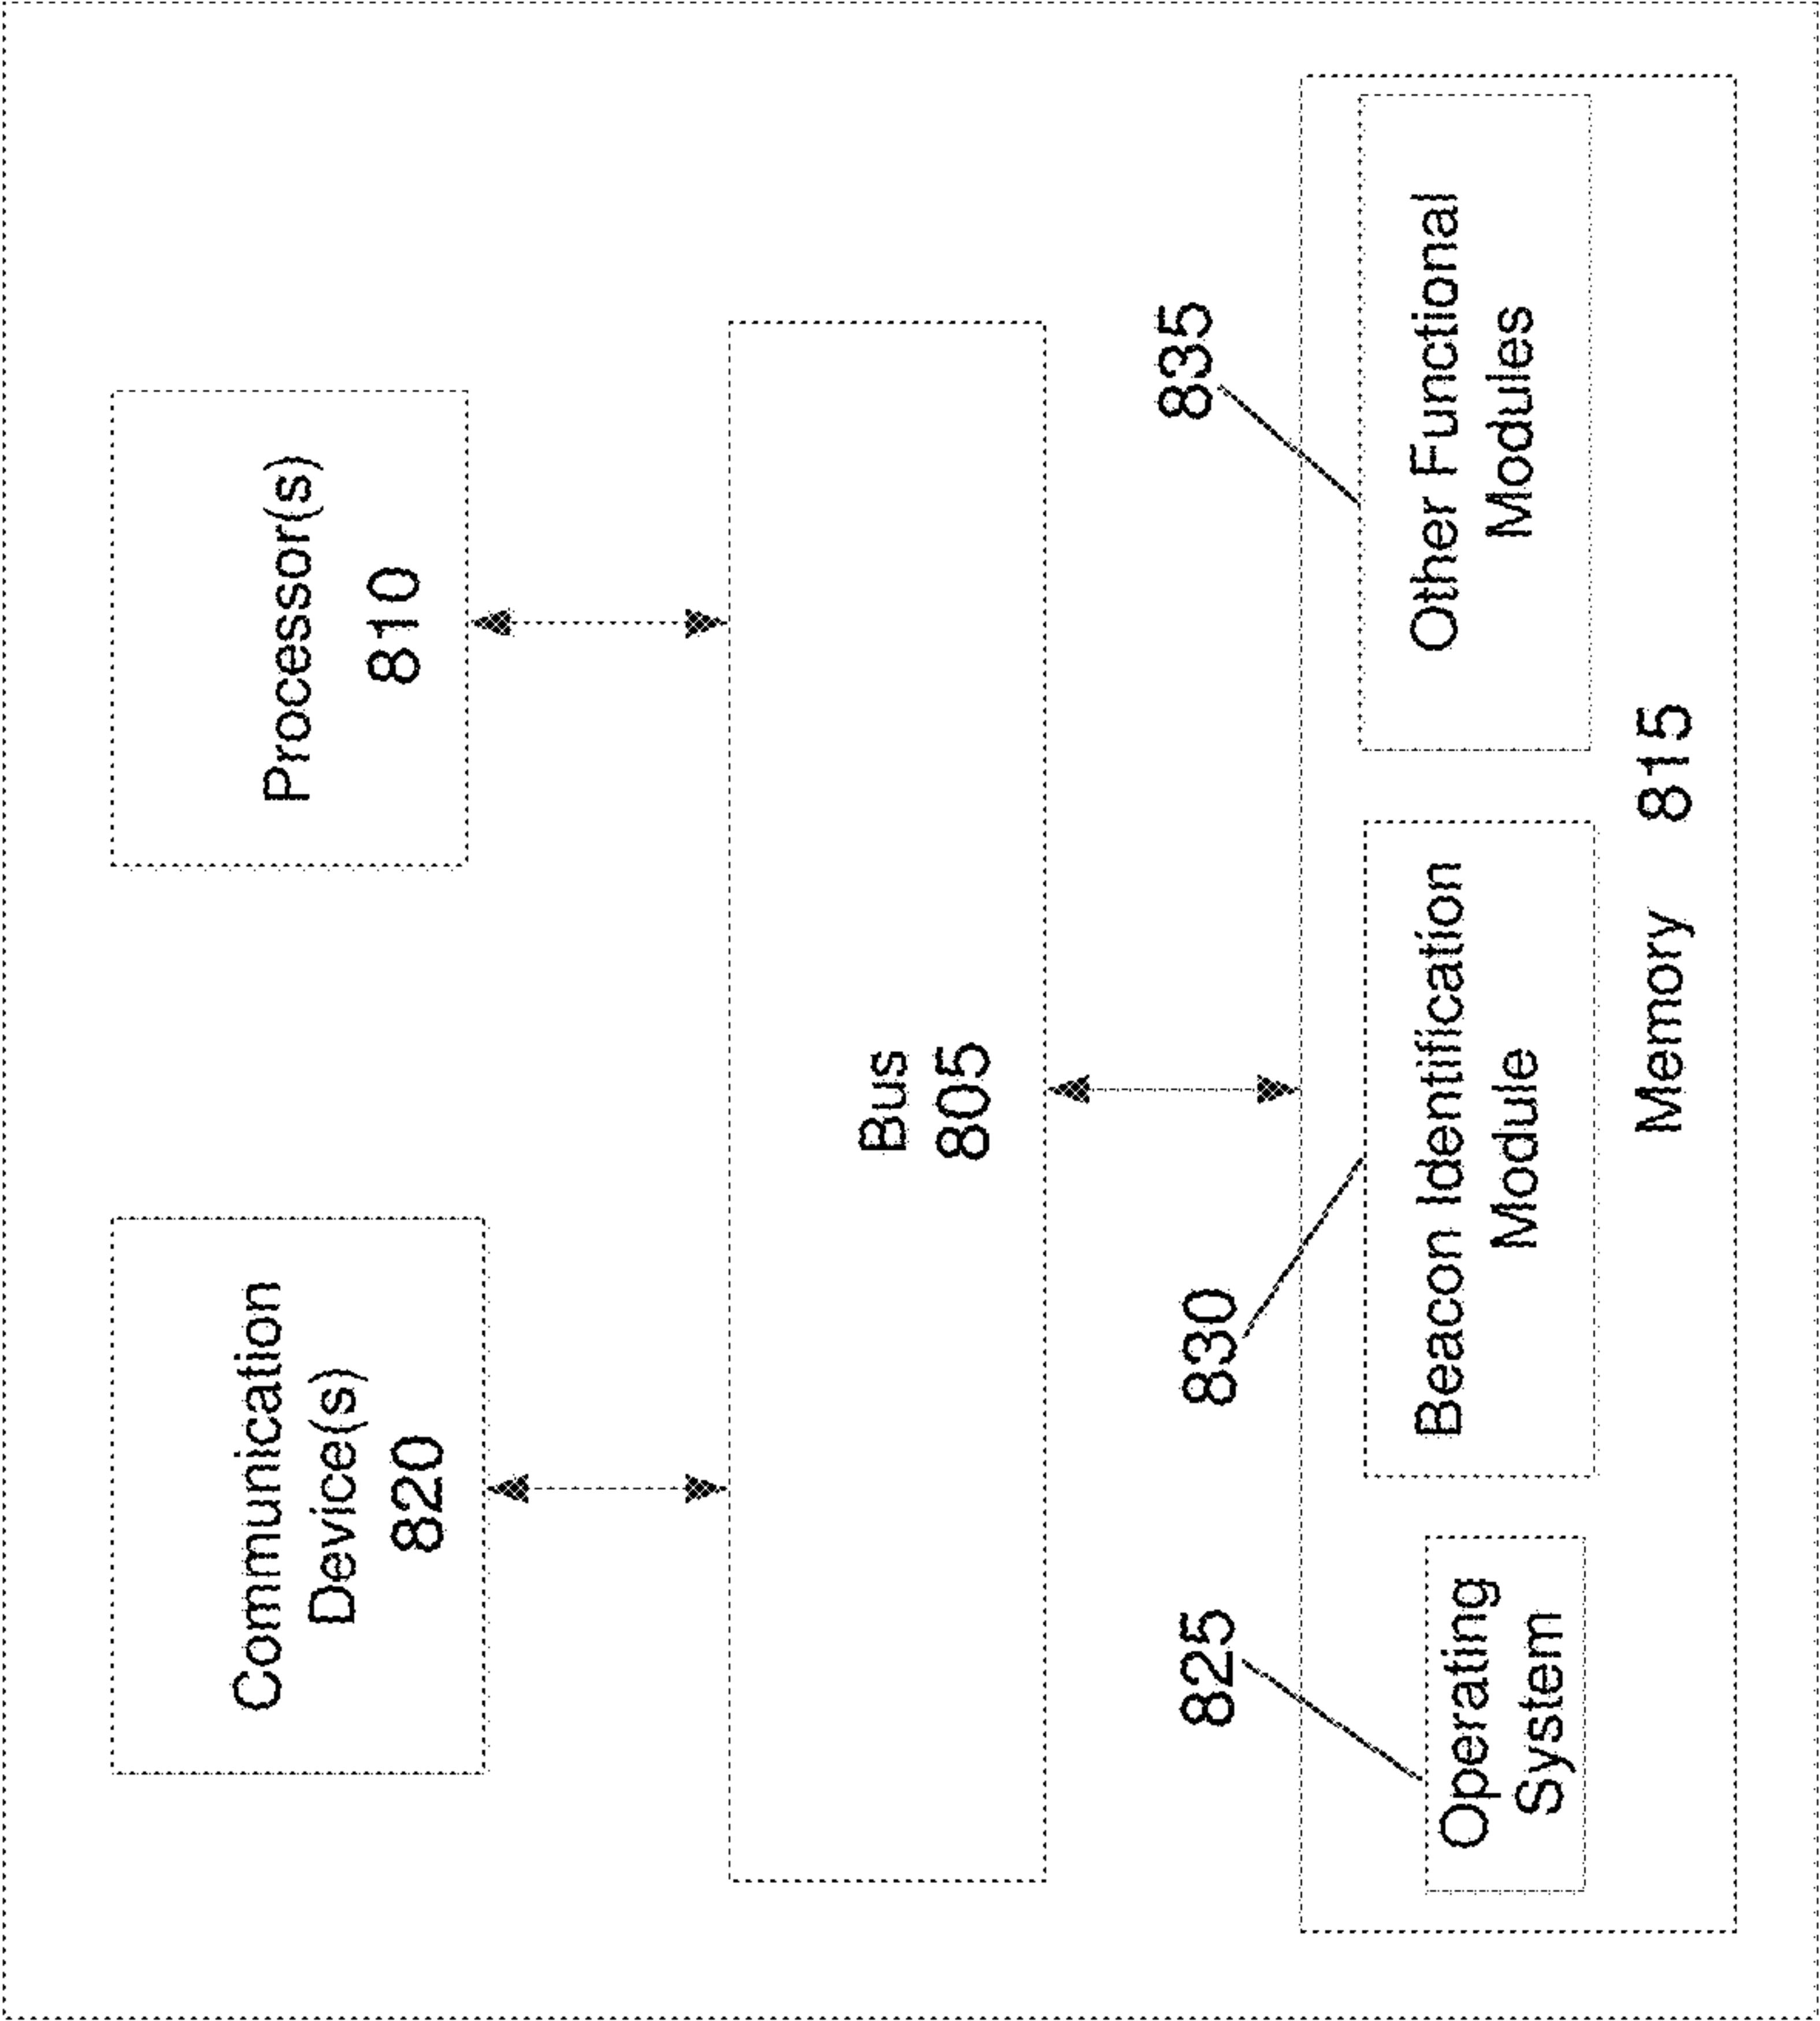 Communication
Device(s)
820
Processor(s)
810
Bus
805
825
830
835
Operating
System
Beacon Identification
Module
Other Functional
Modules
Memory 815